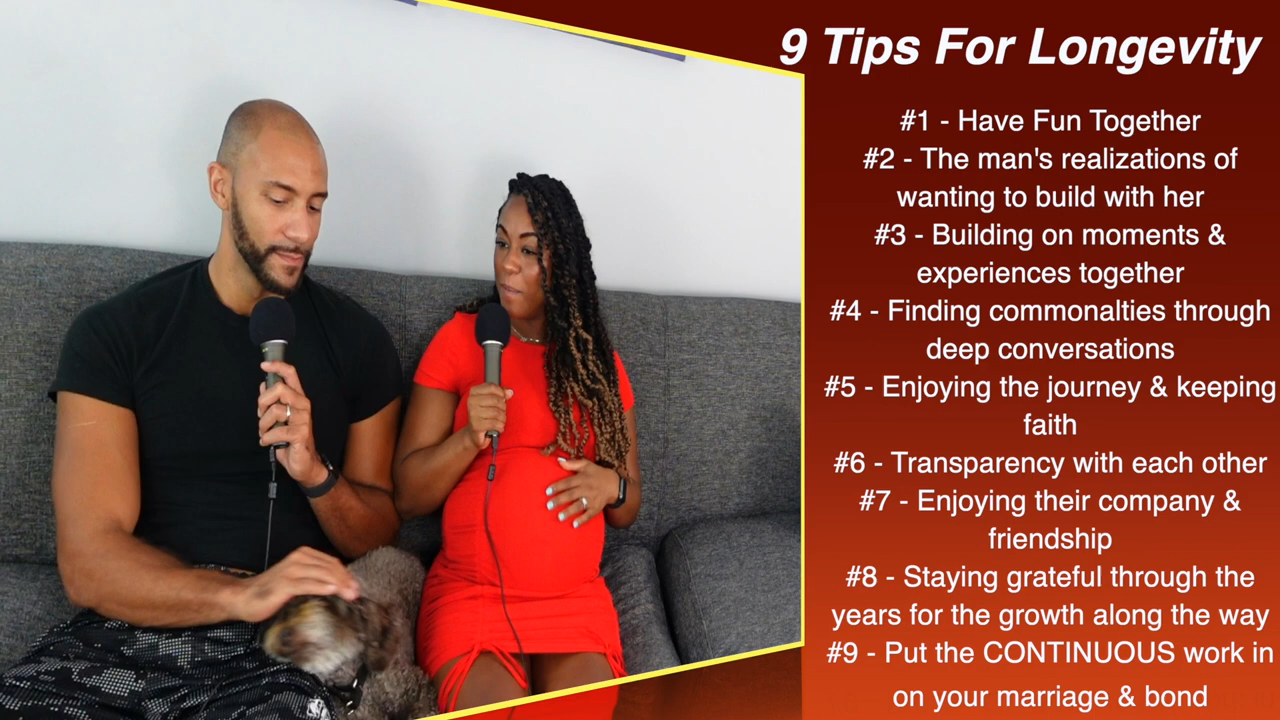 9 Tips For Longevity
#1 - Have Fun Together
#2 - The man's realizations of
wanting to build with her
#3 - Building on moments &
experiences together
#4 - Finding commonalties through
deep conversations
#5 - Enjoying the journey & keeping
faith
#6 - Transparency with each other
#7 - Enjoying their company &
friendship
#8 - Staying grateful through the
years for the growth along the way
#9 - Put the CONTINUOUS work in
on your marriage & bond